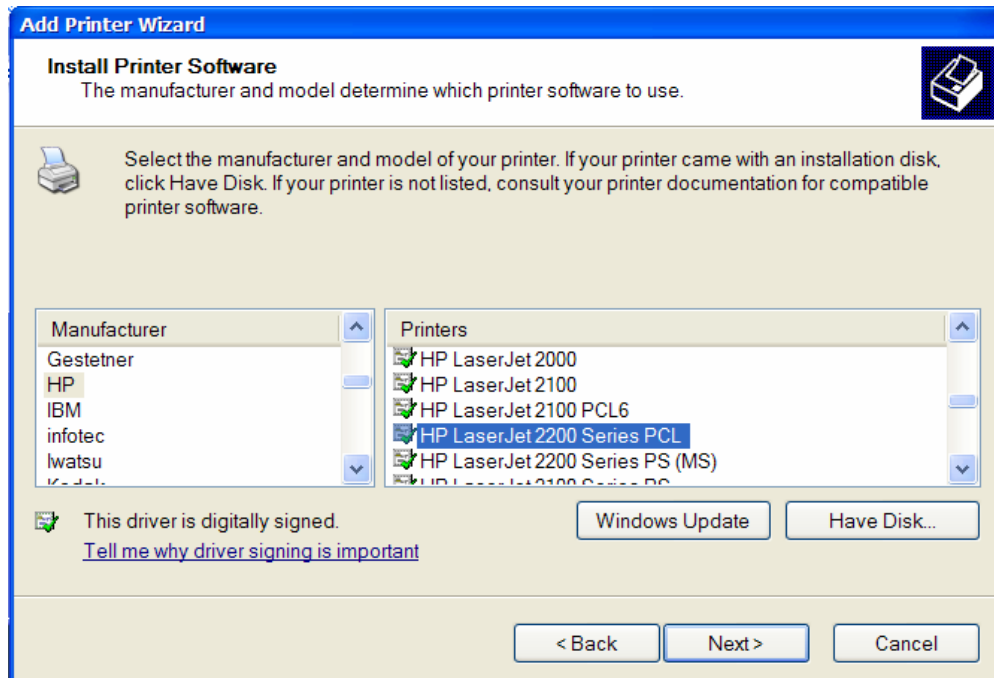 Add Printer Wizard
Install Printer Software
The manufacturer and model determine which printer software to use.
Select the manufacturer and model of your printer. If your printer came with an installation disk,
click Have Disk. If your printer is not listed, consult your printer documentation for compatible
printer software.
Manufacturer
Gestetner
HP
IBM
infotec
Iwatsu
Kodak
Printers
HP LaserJet 2000
HP LaserJet 2100
HP LaserJet 2100 PCL6
HP LaserJet 2200 Series PCL
HP LaserJet 2200 Series PS (MS)
This driver is digitally signed.
Tell me why driver signing is important
Windows Update
Have Disk...
< Back
Next >
Cancel